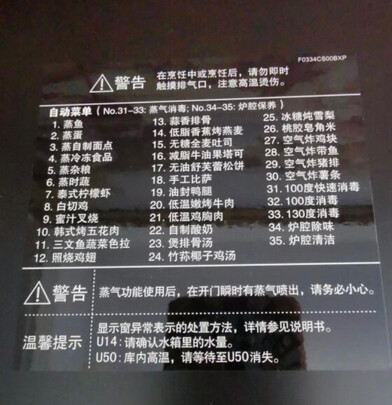 F0334CS00BXP
警告 在烹饪中或烹饪后，请勿即时
触摸排气口，注意高温烫伤。
自动菜单（No.31-33: 蒸气消毒; No.34-35: 炉腔保养）
1. 蒸鱼
2. 蒸蛋
3. 蒸自制面点
4. 蒸冷冻食品
5. 蒸杂粮
6. 蒸时蔬
7. 泰式柠檬虾
8. 白切鸡
9. 蜜汁叉烧
10. 韩式烤五花肉
11. 三文鱼蔬菜色拉
12. 照烧鸡翅
13. 蒜香排骨
14. 低脂香蕉烤燕麦
15. 无糖全麦吐司
16. 减脂牛油果塔可
17. 无油舒芙蕾松饼
18. 手工比萨
19. 油封鸭腿
20. 低温嫩烤牛肉
21. 低温鸡胸肉
22. 自制酸奶
23. 煲排骨汤
24. 竹荪椰子鸡汤
25. 冰糖炖雪梨
26. 桃胶皂角米
27. 空气炸鸡块
28. 空气炸带鱼
29. 空气炸猪排
30. 空气炸薯条
31. 100度快速消毒
32. 100度消毒
33. 130度消毒
34. 炉腔除味
35. 炉腔清洁
警告 蒸气功能使用后，在开门瞬时有蒸气喷出，请务必小心。
温馨提示
显示窗异常表示的处置方法，详情参见说明书。
U14: 请确认水箱里的水量。
U50: 库内高温，请等待至U50消失。